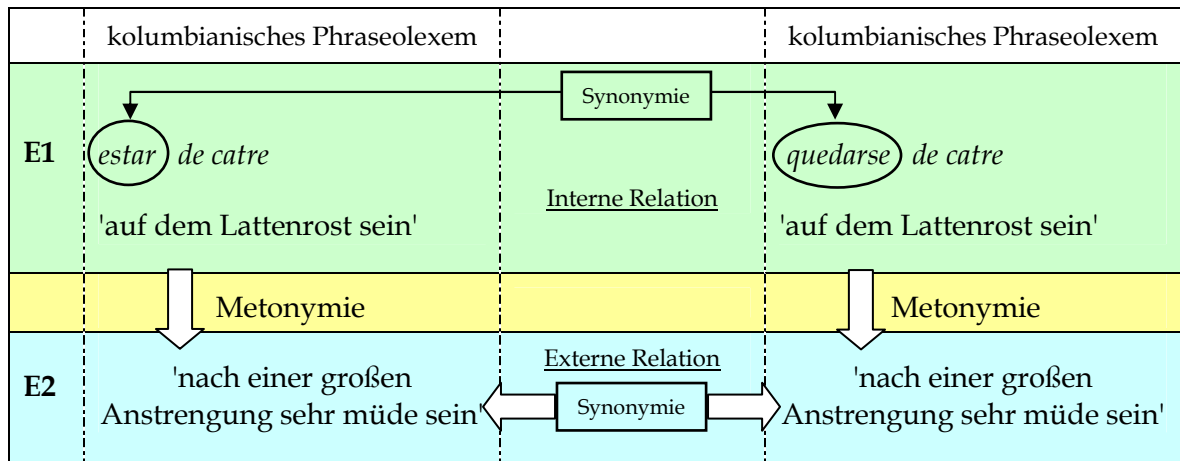 kolumbianisches Phraseolexem kolumbianisches Phraseolexem
Synonymie
E1 estar de catre quedarse de catre
Interne Relation
'auf dem Lattenrost sein' 'auf dem Lattenrost sein'
Metonymie Metonymie
Externe Relation
E2 'nach einer großen 'nach einer großen
Anstrengung sehr müde sein' Synonymie Anstrengung sehr müde sein'